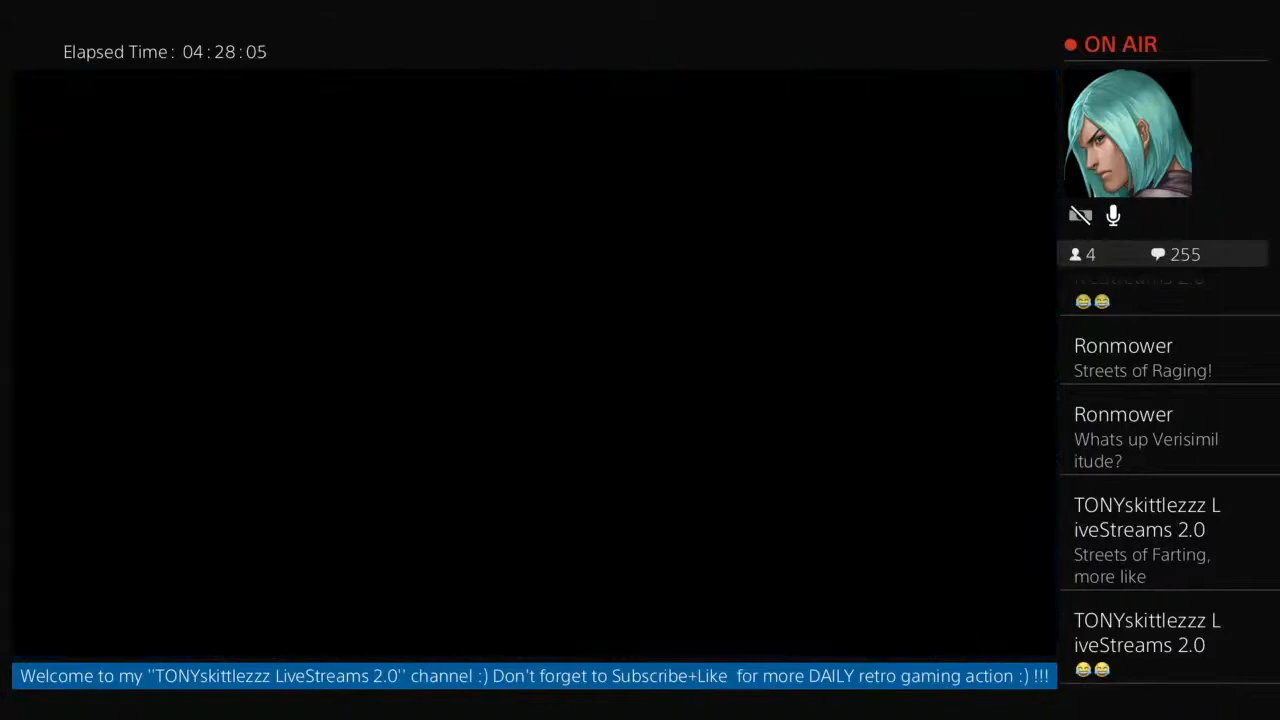 Elapsed Time: 04:28:05
ON AIR
4 255
Ronmower
Streets of Raging!
Ronmower
Whats up Verisimil
itude?
TONYskittlezzz L
iveStreams 2.0
Streets of Farting,
more like
TONYskittlezzz L
iveStreams 2.0
😂😂
Welcome to my "TONYskittlezzz LiveStreams 2.0" channel :) Don't forget to Subscribe+Like for more DAILY retro gaming action :) !!!